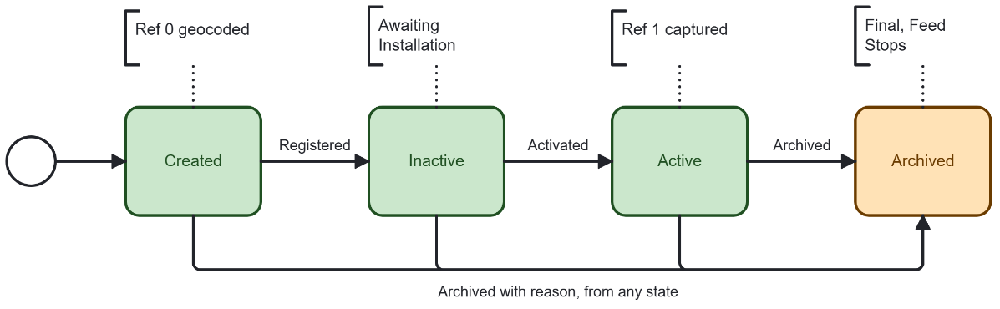 Ref 0 geocoded
Awaiting
Installation
Ref 1 captured
Final, Feed
Stops
Created
Registered
Inactive
Activated
Active
Archived
Archived
Archived with reason, from any state